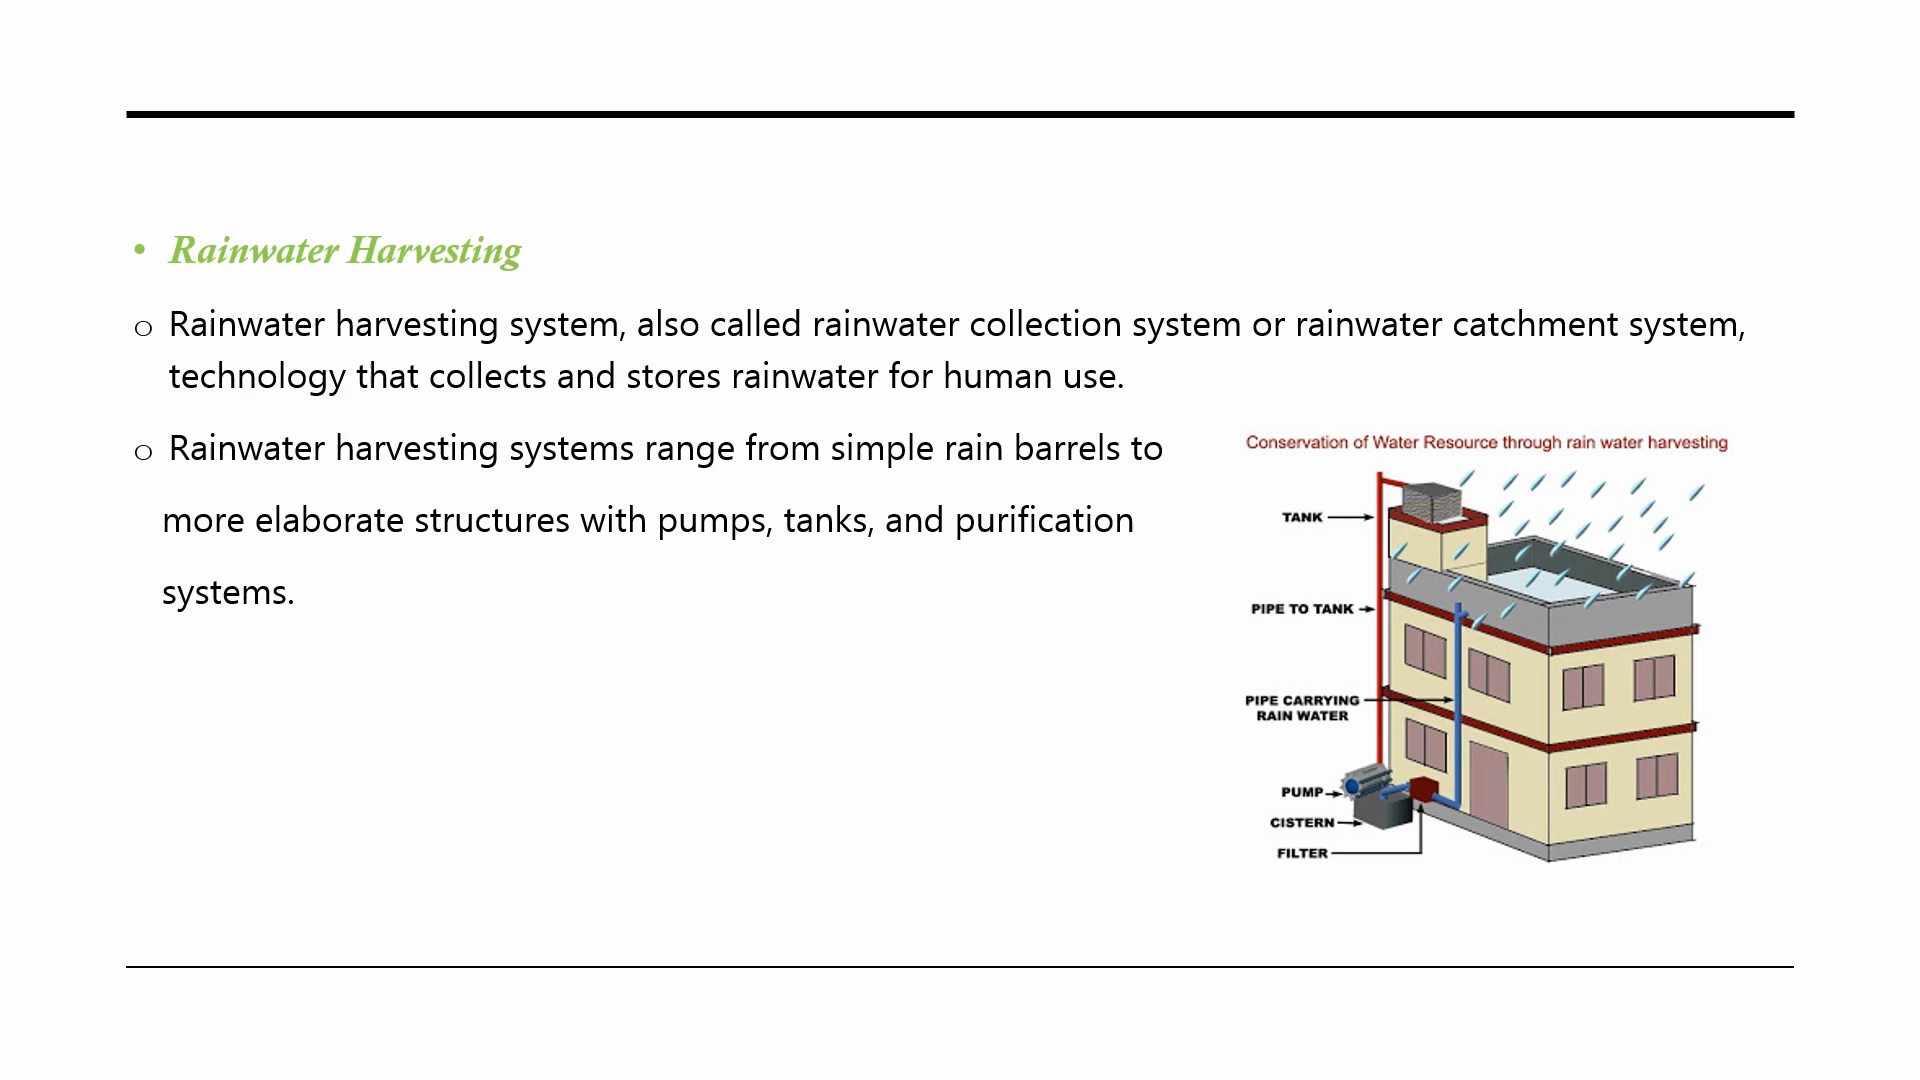 • Rainwater Harvesting
o Rainwater harvesting system, also called rainwater collection system or rainwater catchment system,
technology that collects and stores rainwater for human use.
o Rainwater harvesting systems range from simple rain barrels to
more elaborate structures with pumps, tanks, and purification
systems.
Conservation of Water Resource through rain water harvesting
TANK
PIPE TO TANK
PIPE CARRYING
RAIN WATER
PUMP
CISTERN
FILTER